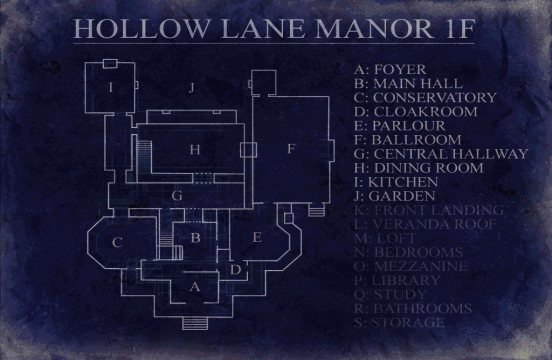 HOLLOW LANE MANOR 1F
A: FOYER
B: MAIN HALL
C: CONSERVATORY
D: CLOAKROOM
E: PARLOUR
F: BALLROOM
G: CENTRAL HALLWAY
H: DINING ROOM
I: KITCHEN
J: GARDEN
K: FRONT LANDING
L: VERANDA ROOF
M: LOFT
N: BEDROOMS
O: MEZZANINE
P: LIBRARY
Q: STUDY
R: BATHROOMS
S: STORAGE
I
J
H
F
G
C
B
E
D
A